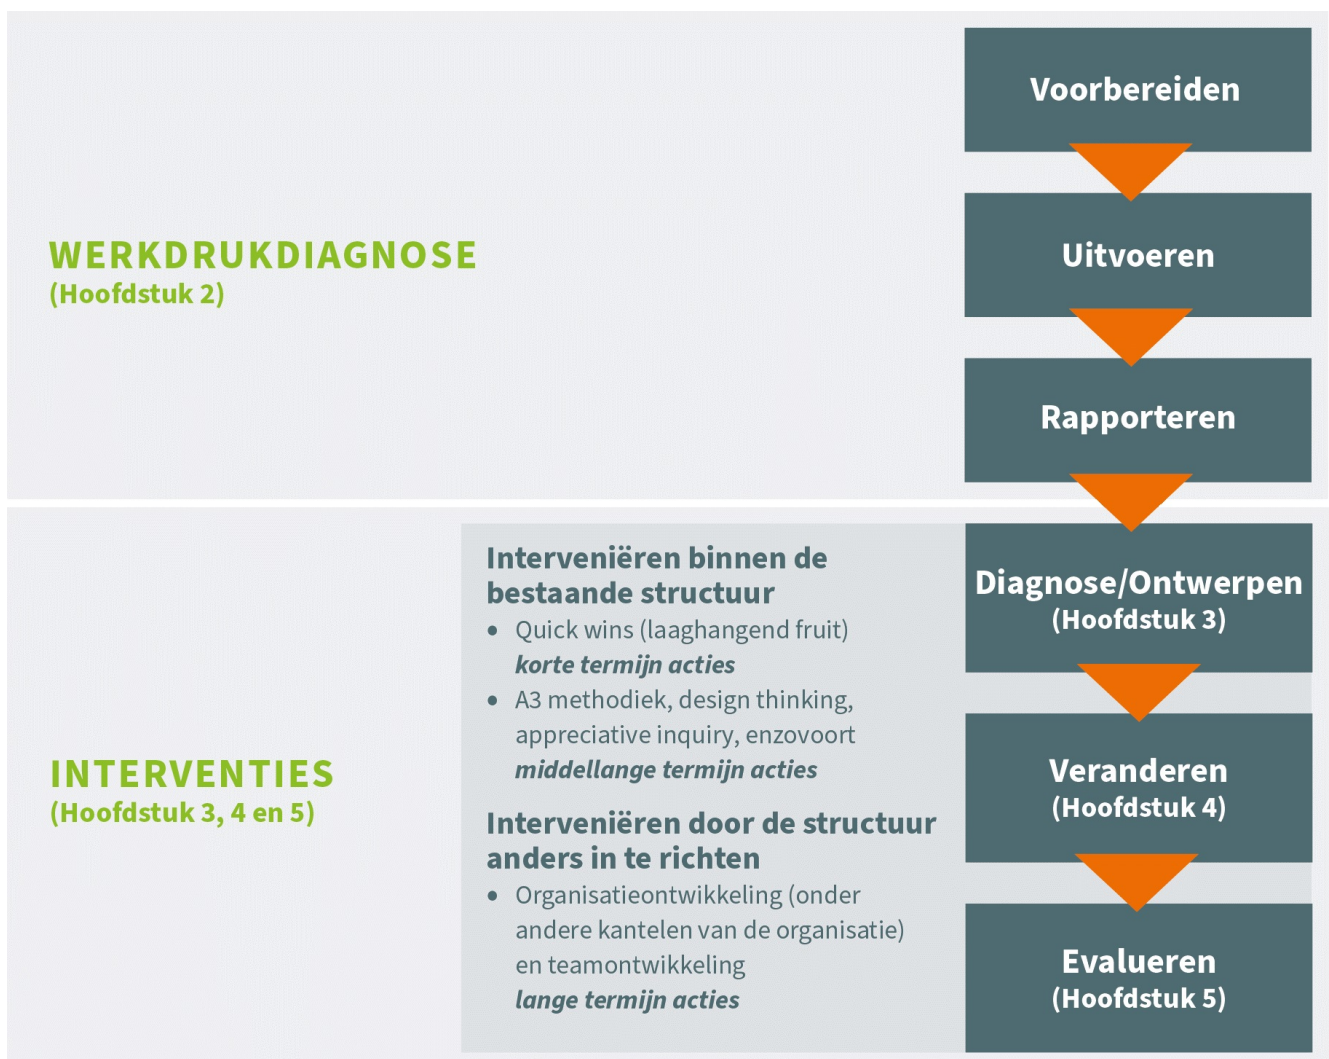 Voorbereiden
WERKDRUKDIAGNOSE
(Hoofdstuk 2)
Uitvoeren
Rapporteren
INTERVENTIES
(Hoofdstuk 3, 4 en 5)
Interveniëren binnen de
bestaande structuur
• Quick wins (laaghangend fruit)
korte termijn acties
• A3 methodiek, design thinking,
appreciative inquiry, enzovoort
middellange termijn acties
Interveniëren door de structuur
anders in te richten
• Organisatieontwikkeling (onder
andere kantelen van de organisatie)
en teamontwikkeling
lange termijn acties
Diagnose/Ontwerpen
(Hoofdstuk 3)
Veranderen
(Hoofdstuk 4)
Evalueren
(Hoofdstuk 5)